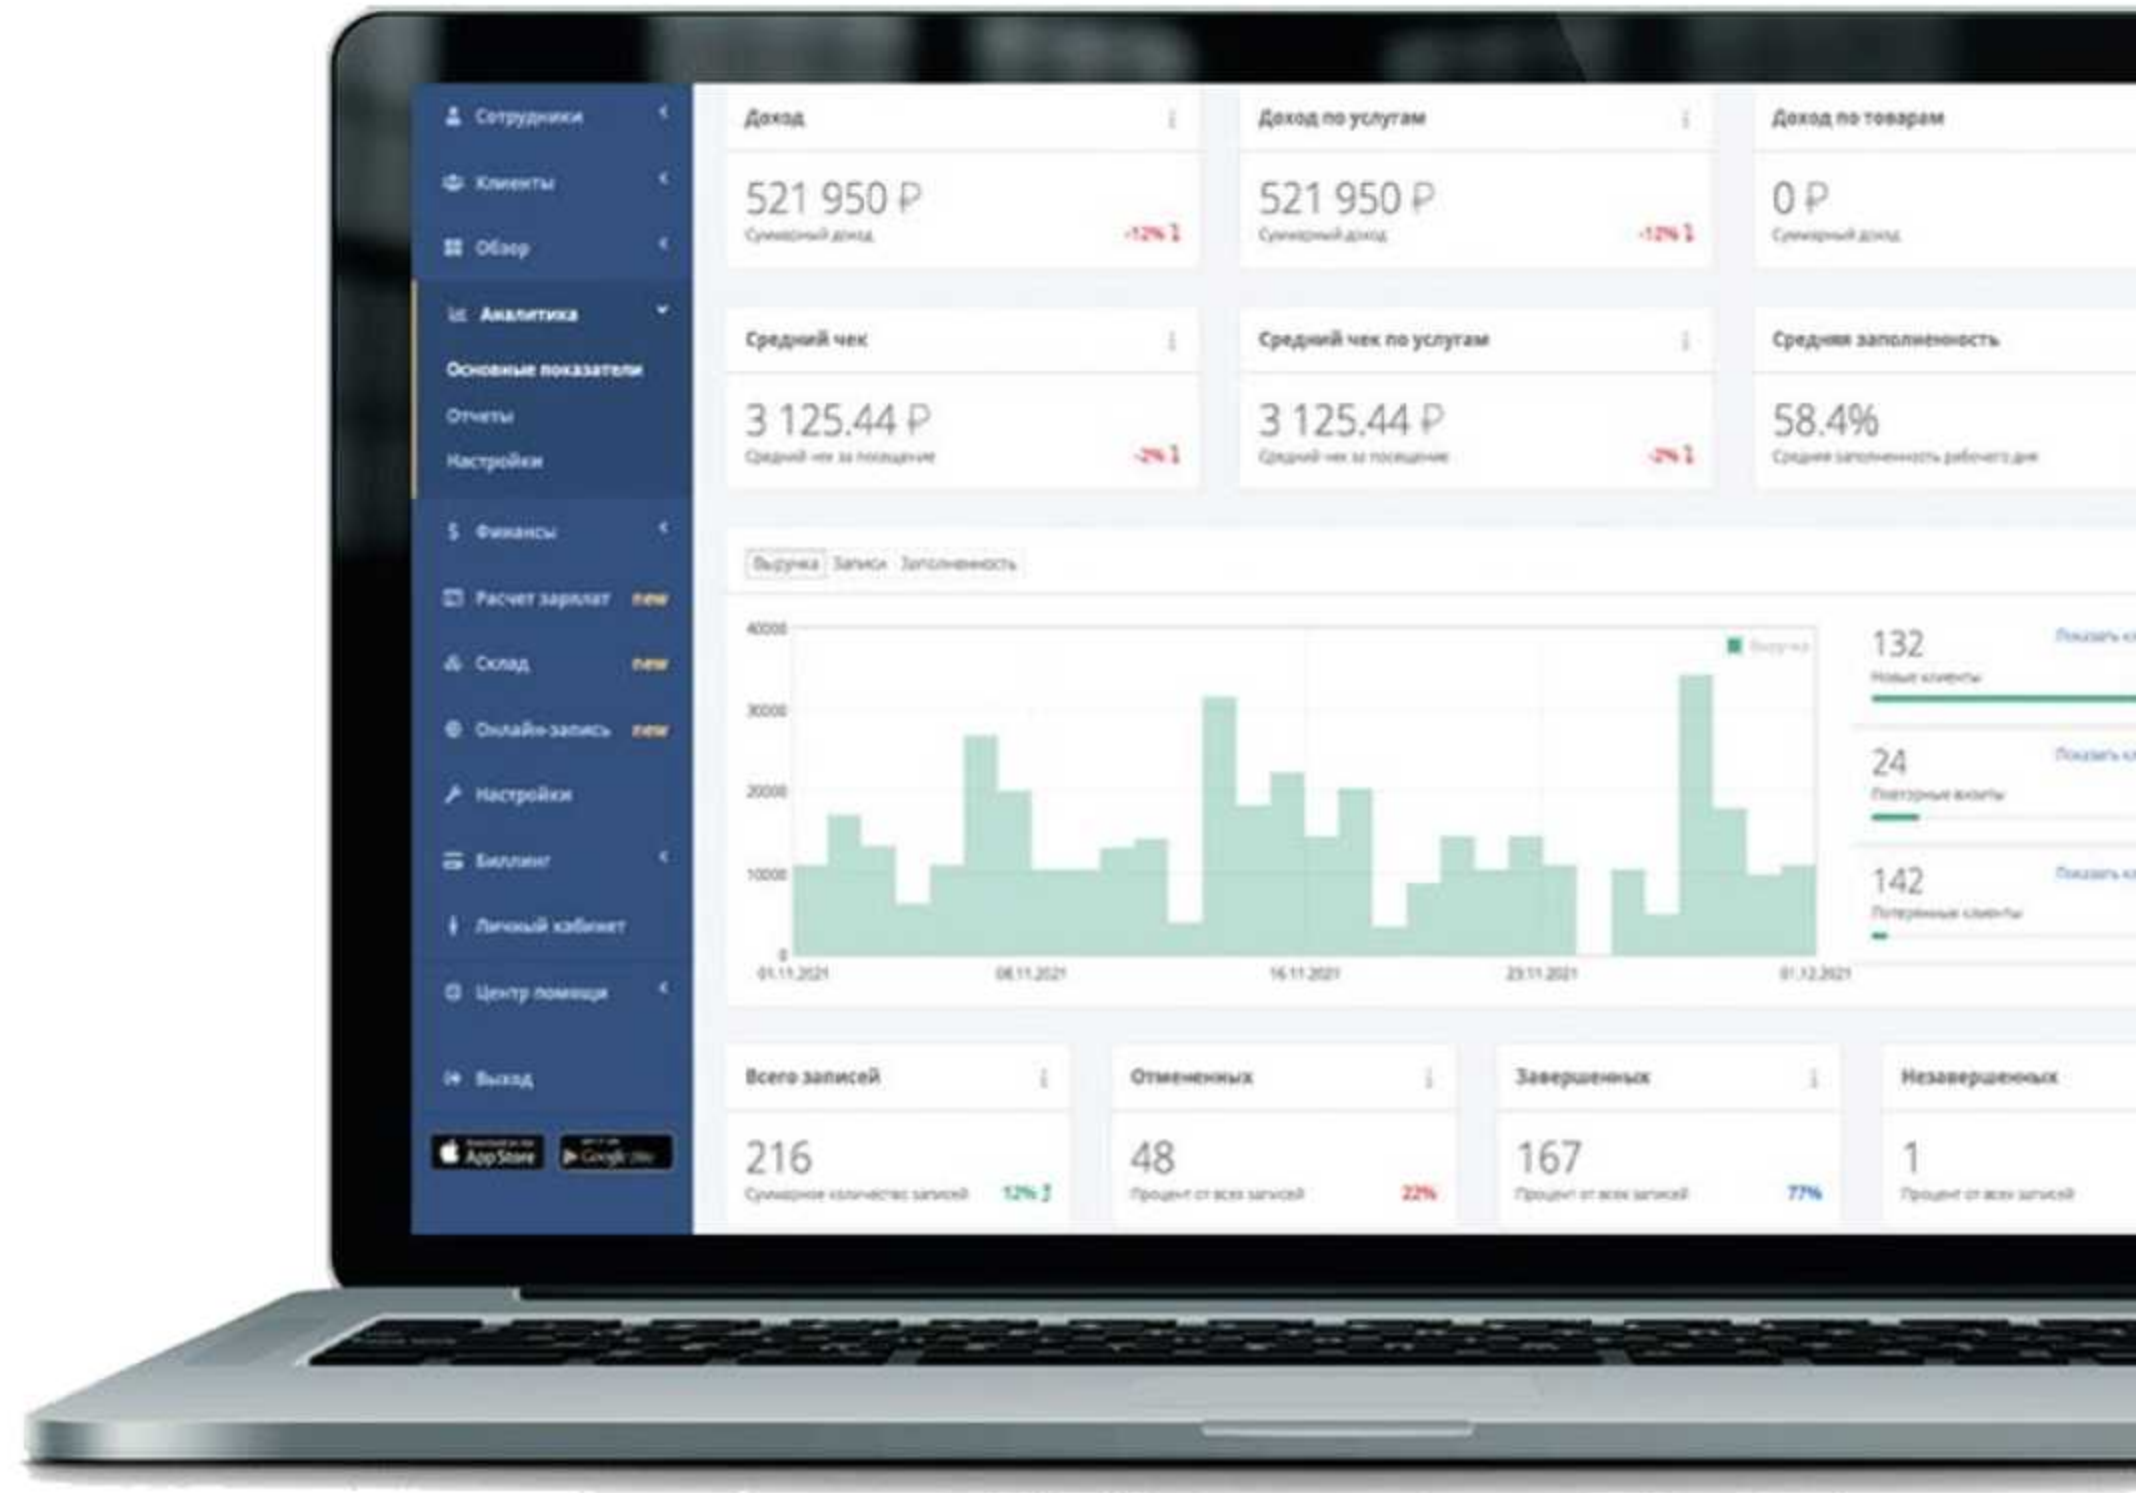 Сотрудники
Клиенты
Обзор
Аналитика
Основные показатели
Отчеты
Настройки
$ Финансы
Расчет зарплат new
Склад new
Онлайн-запись new
Настройки
Биллинг
Личный кабинет
Центр помощи
Выход
App Store
Google
Доход
521 950 ₽
Суммарный доход
-12%
Доход по услугам
521 950 ₽
Суммарный доход
-12%
Доход по товарам
0 ₽
Суммарный доход
Средний чек
3 125.44 ₽
Средний чек за посещение
-2%
Средний чек по услугам
3 125.44 ₽
Средний чек за посещение
-2%
Средняя заполненность
58.4%
Средняя заполненность рабочего дня
Выручка Записи Заполненность
40000
30000
20000
10000
0
Выручка
01.11.2021 08.11.2021 16.11.2021 23.11.2021 01.12.2021
132 Показать
Новые клиенты
24 Показать
Повторные визиты
142 Показать
Потерянные клиенты
Всего записей
216
Суммарное количество записей 12%
Отмененных
48
Процент от всех записей 22%
Завершенных
167
Процент от всех записей 77%
Незавершенных
1
Процент от всех записей